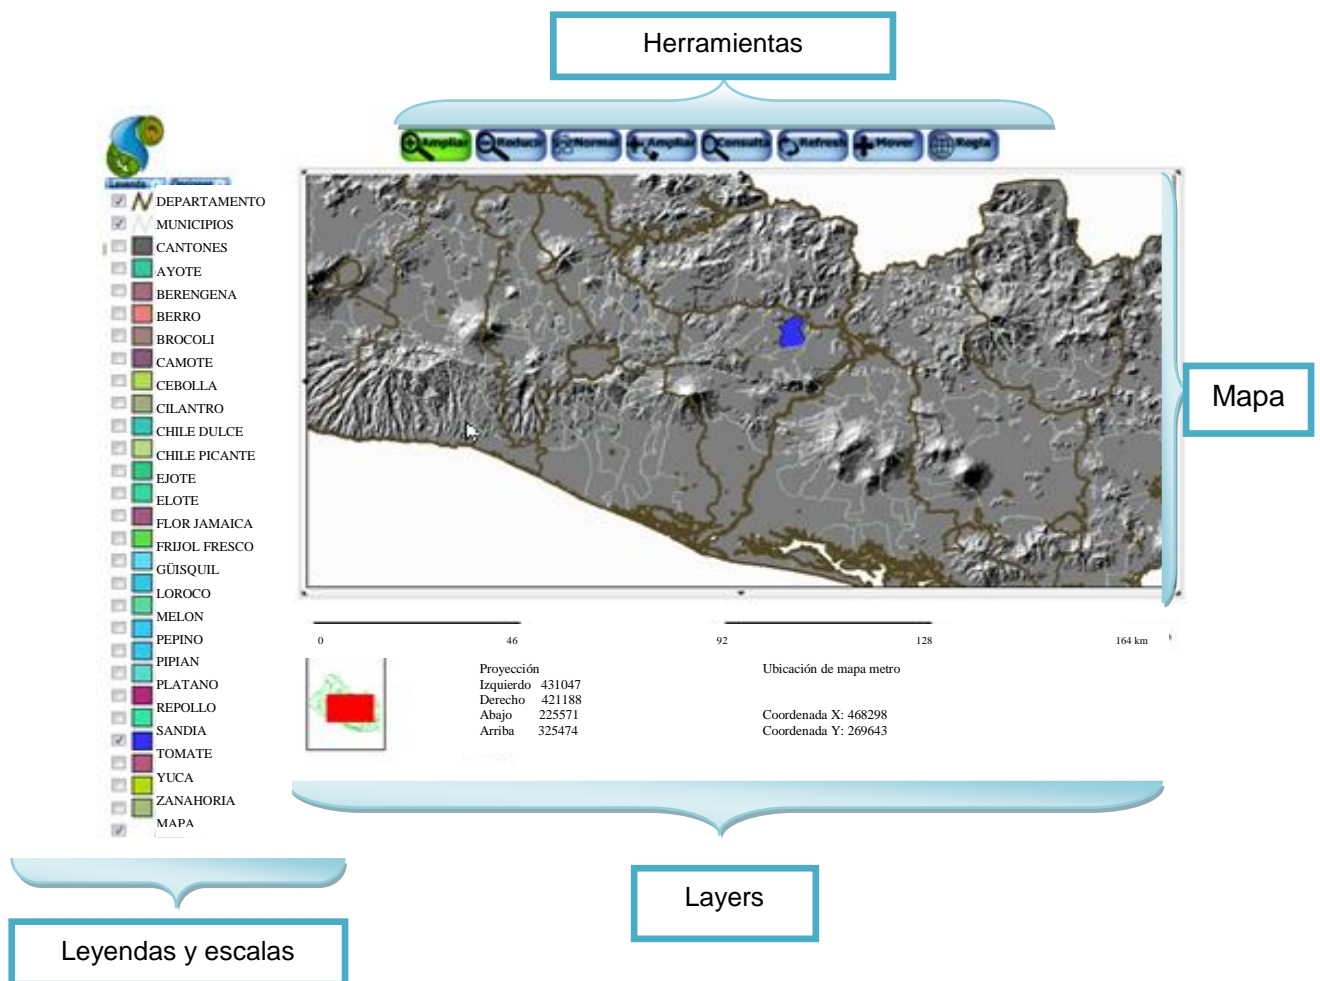 Herramientas
Ampliar Reducir Normal Ampliar Consulta Refresh Mover Regla
Leyenda Opciones
DEPARTAMENTO
MUNICIPIOS
CANTONES
AYOTE
BERENGENA
BERRO
BROCOLI
CAMOTE
CEBOLLA
CILANTRO
CHILE DULCE
CHILE PICANTE
EJOTE
ELOTE
FLOR JAMAICA
FRIJOL FRESCO
GÜISQUIL
LOROCO
MELON
PEPINO
PIPIAN
PLATANO
REPOLLO
SANDIA
TOMATE
YUCA
ZANAHORIA
MAPA
Mapa
0 46 92 128 164 km
Proyección
Izquierdo 431047
Derecho 421188
Abajo 225571
Arriba 325474
Ubicación de mapa metro
Coordenada X: 468298
Coordenada Y: 269643
Layers
Leyendas y escalas